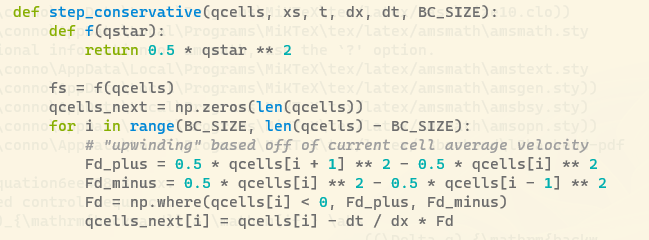 def step_conservative(qcells, xs, t, dx, dt, BC_SIZE):
    def f(qstar):
        return 0.5 * qstar ** 2

    fs = f(qcells)
    qcells_next = np.zeros(len(qcells))
    for i in range(BC_SIZE, len(qcells) - BC_SIZE):
        # "upwinding" based off of current cell average velocity
        Fd_plus = 0.5 * qcells[i + 1] ** 2 - 0.5 * qcells[i] ** 2
        Fd_minus = 0.5 * qcells[i] ** 2 - 0.5 * qcells[i - 1] ** 2
        Fd = np.where(qcells[i] < 0, Fd_plus, Fd_minus)
        qcells_next[i] = qcells[i] - dt / dx * Fd